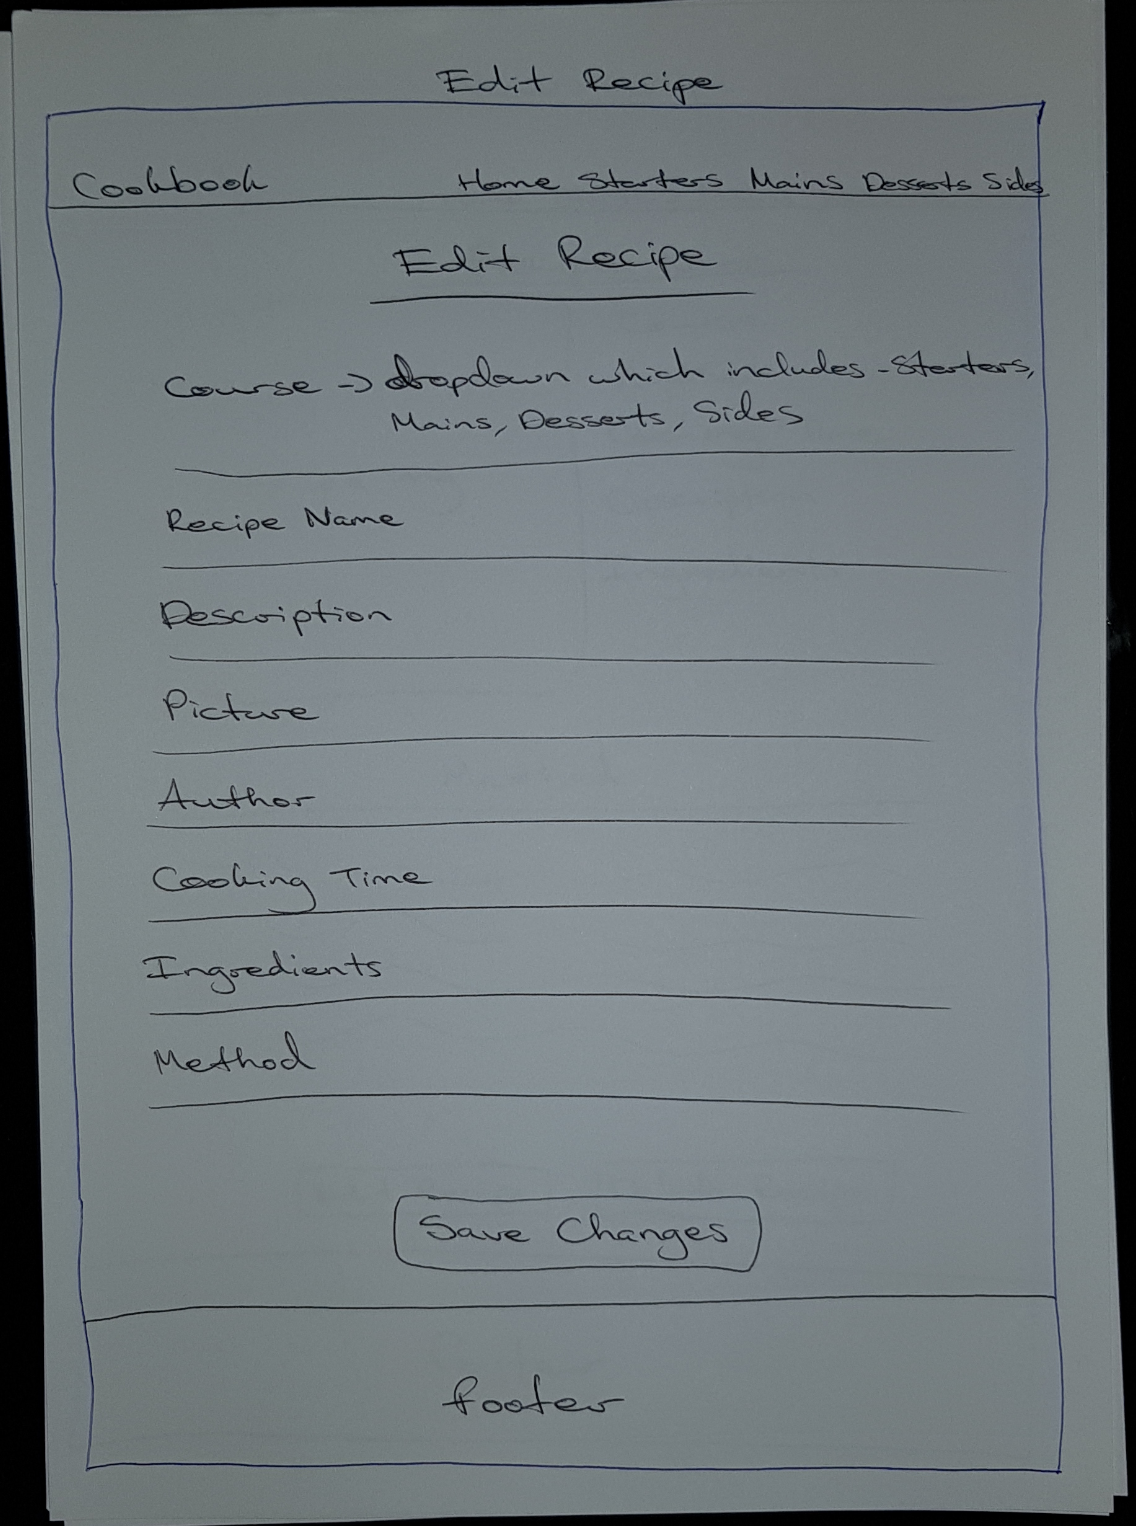 Edit Recipe
Cookbook Home Starters Mains Desserts Sides
Edit Recipe
Course -> dropdown which includes - Starters,
Mains, Desserts, Sides
Recipe Name
Description
Picture
Author
Cooking Time
Ingredients
Method
Save Changes
footer